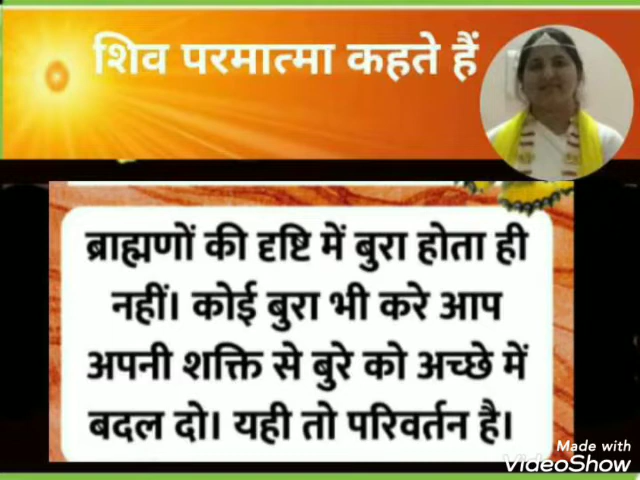 शिव परमात्मा कहते हैं
ब्राह्मणों की दृष्टि में बुरा होता ही
नहीं। कोई बुरा भी करे आप
अपनी शक्ति से बुरे को अच्छे में
बदल दो। यही तो परिवर्तन है।
Made with
VideoShow